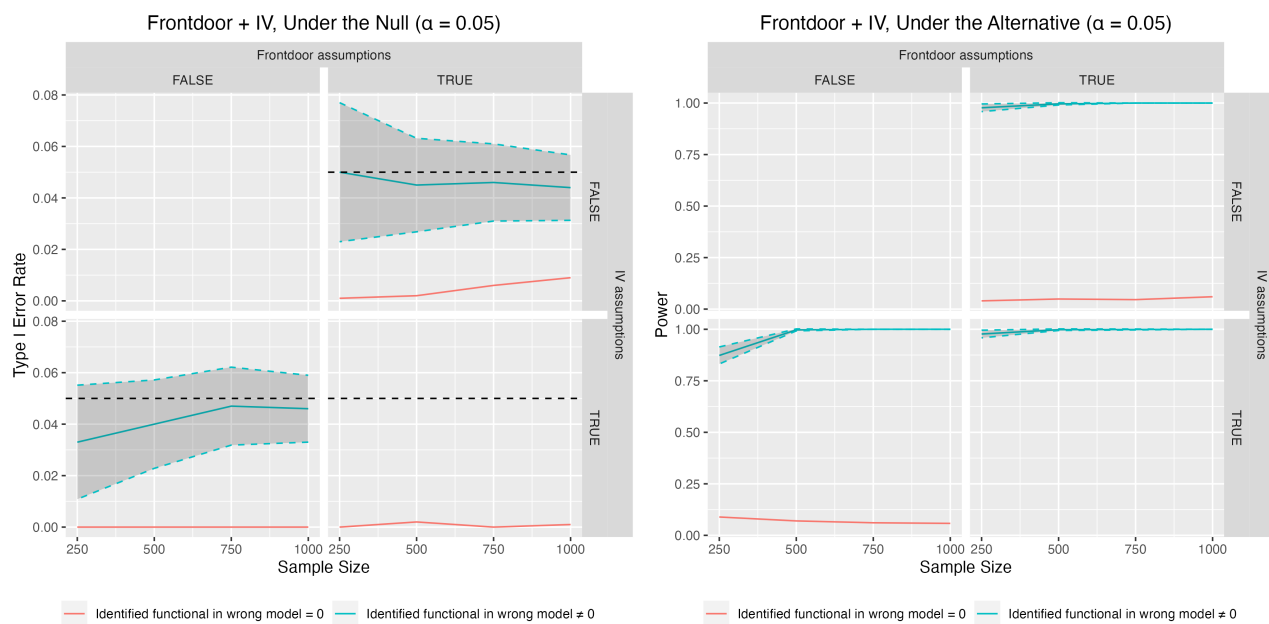 Frontdoor + IV, Under the Null (α = 0.05)
Frontdoor assumptions
FALSE TRUE
0.08
0.06
0.04
0.02
0.00
FALSE
0.08
0.06
0.04
0.02
0.00
TRUE
Type I Error Rate
IV assumptions
250 500 750 1000 250 500 750 1000
Sample Size
Identified functional in wrong model = 0 Identified functional in wrong model ≠ 0
Frontdoor + IV, Under the Alternative (α = 0.05)
Frontdoor assumptions
FALSE TRUE
1.00
0.75
0.50
0.25
0.00
FALSE
1.00
0.75
0.50
0.25
0.00
TRUE
Power
IV assumptions
250 500 750 1000 250 500 750 1000
Sample Size
Identified functional in wrong model = 0 Identified functional in wrong model ≠ 0